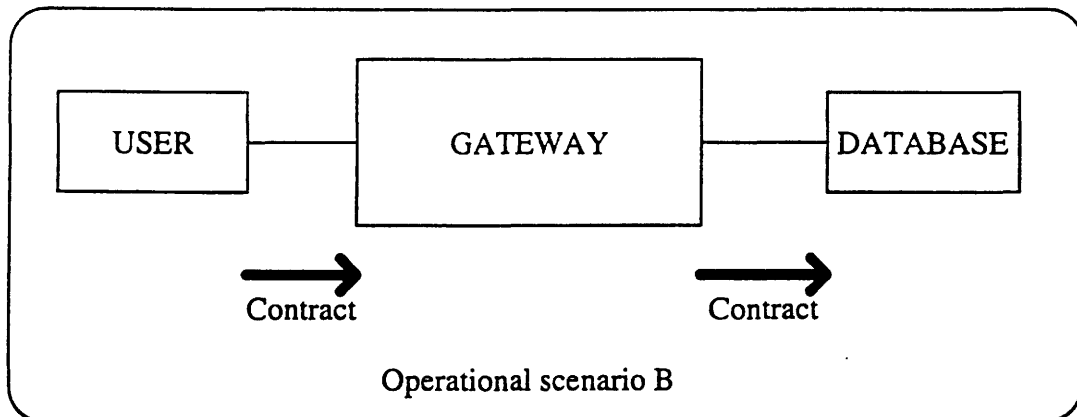 USER
GATEWAY
DATABASE
Contract
Contract
Operational scenario B